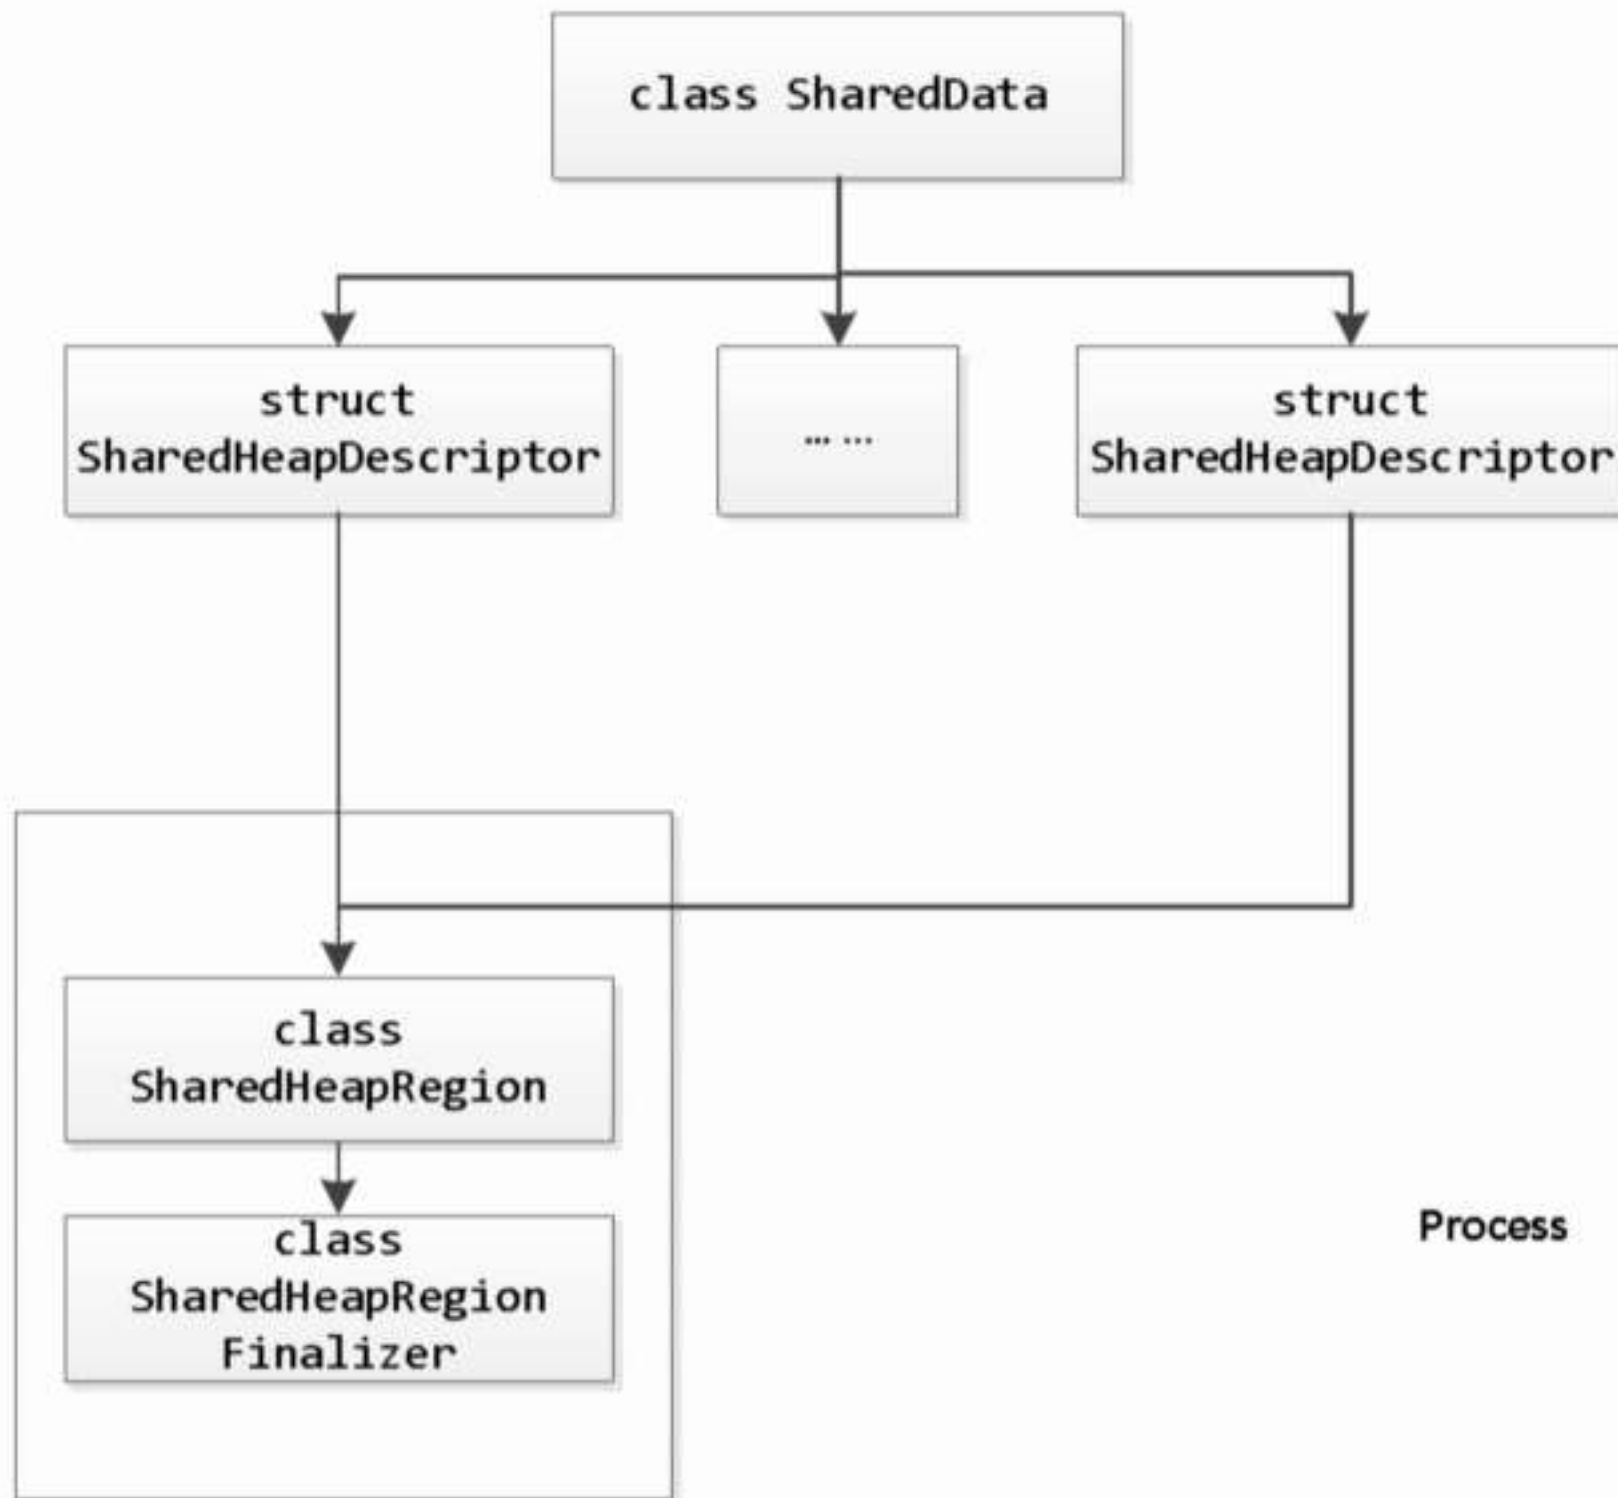 class SharedData
struct
SharedHeapDescriptor
... ...
struct
SharedHeapDescriptor
class
SharedHeapRegion
class
SharedHeapRegion
Finalizer
Process